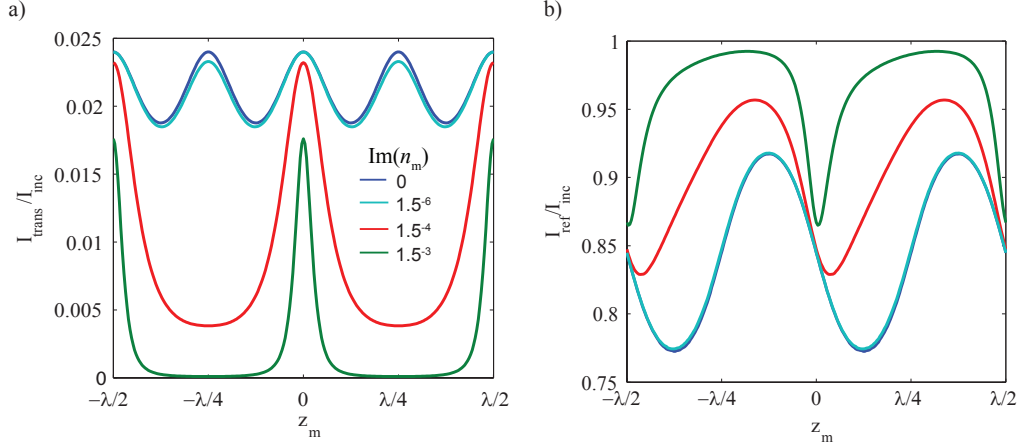 a)
I_trans/I_inc
0.025
0.02
0.015
0.01
0.005
0
−λ/2
−λ/4
0
λ/4
λ/2
z_m
Im(n_m)
0
1.5^-6
1.5^-4
1.5^-3
b)
I_ref/I_inc
1
0.95
0.9
0.85
0.8
0.75
−λ/2
−λ/4
0
λ/4
λ/2
z_m